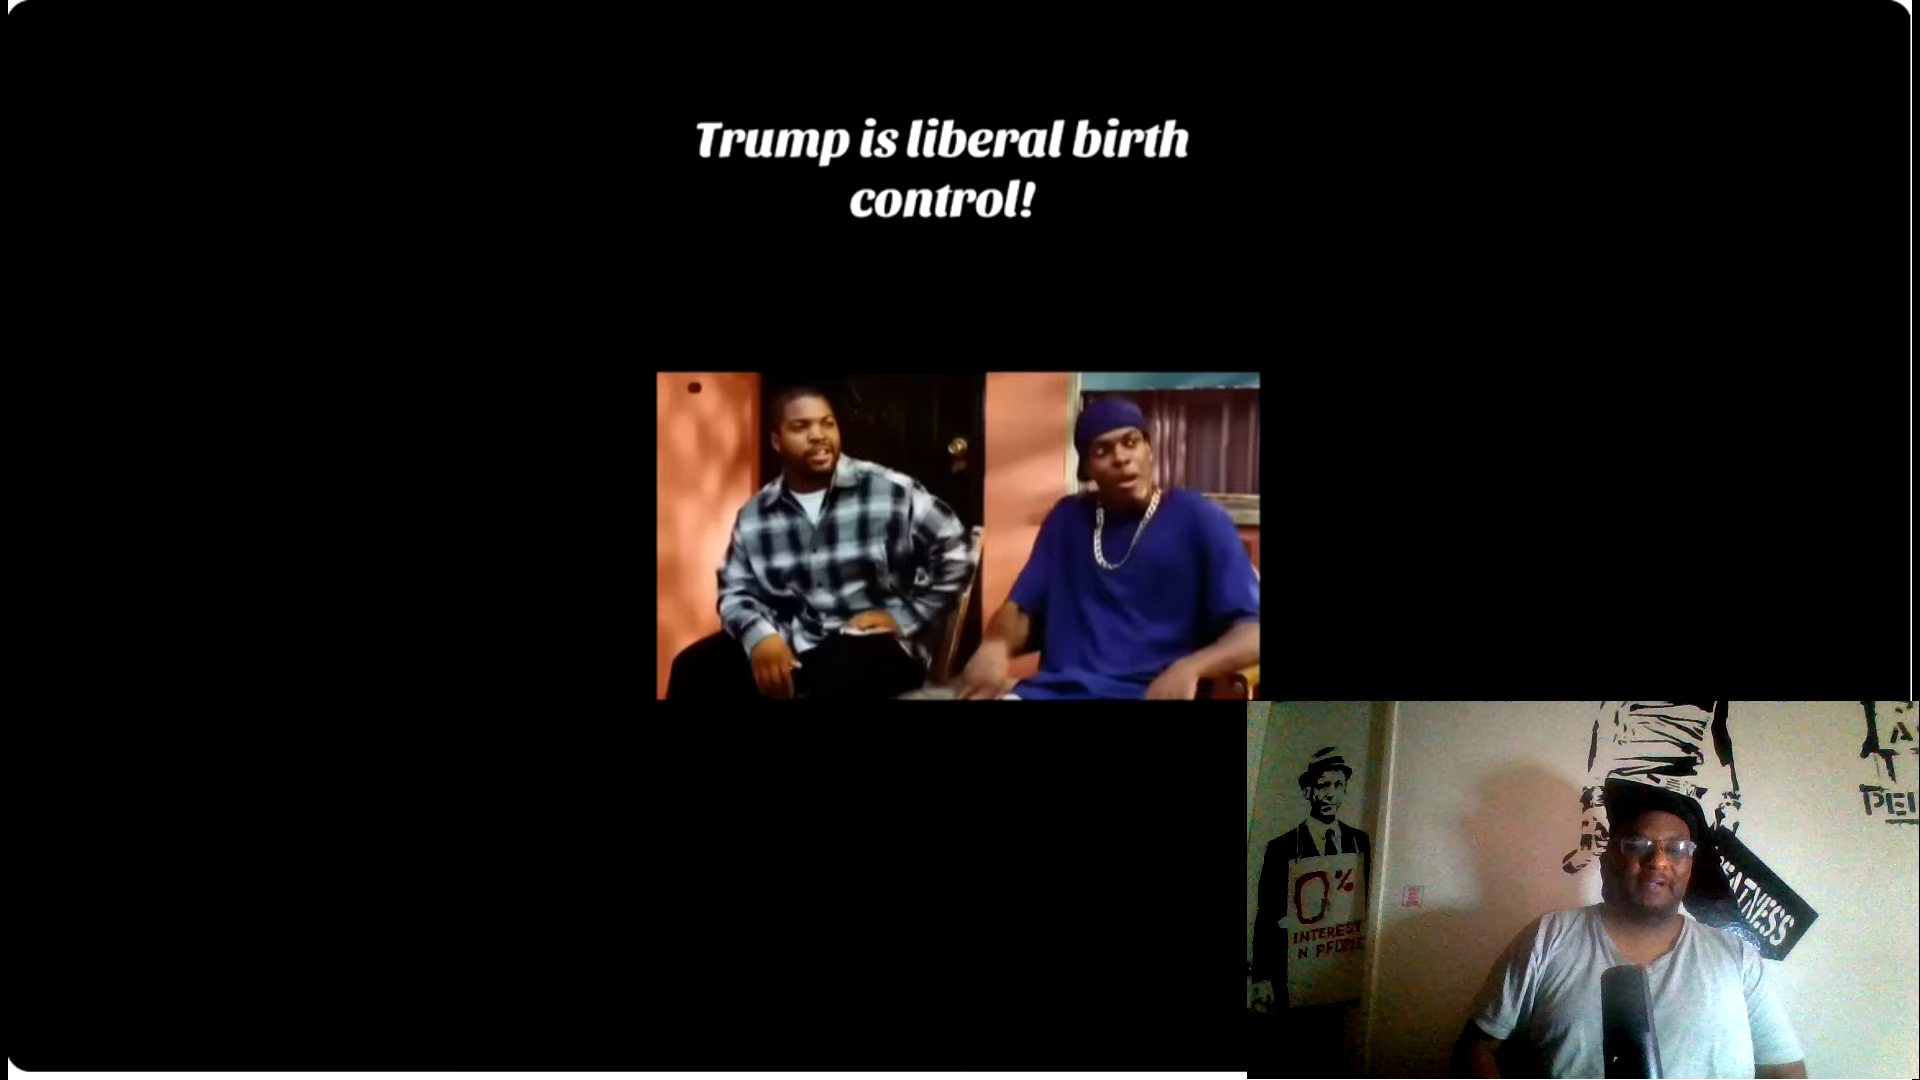 Trump is liberal birth
control!
0%
INTEREST
N PEOPLE